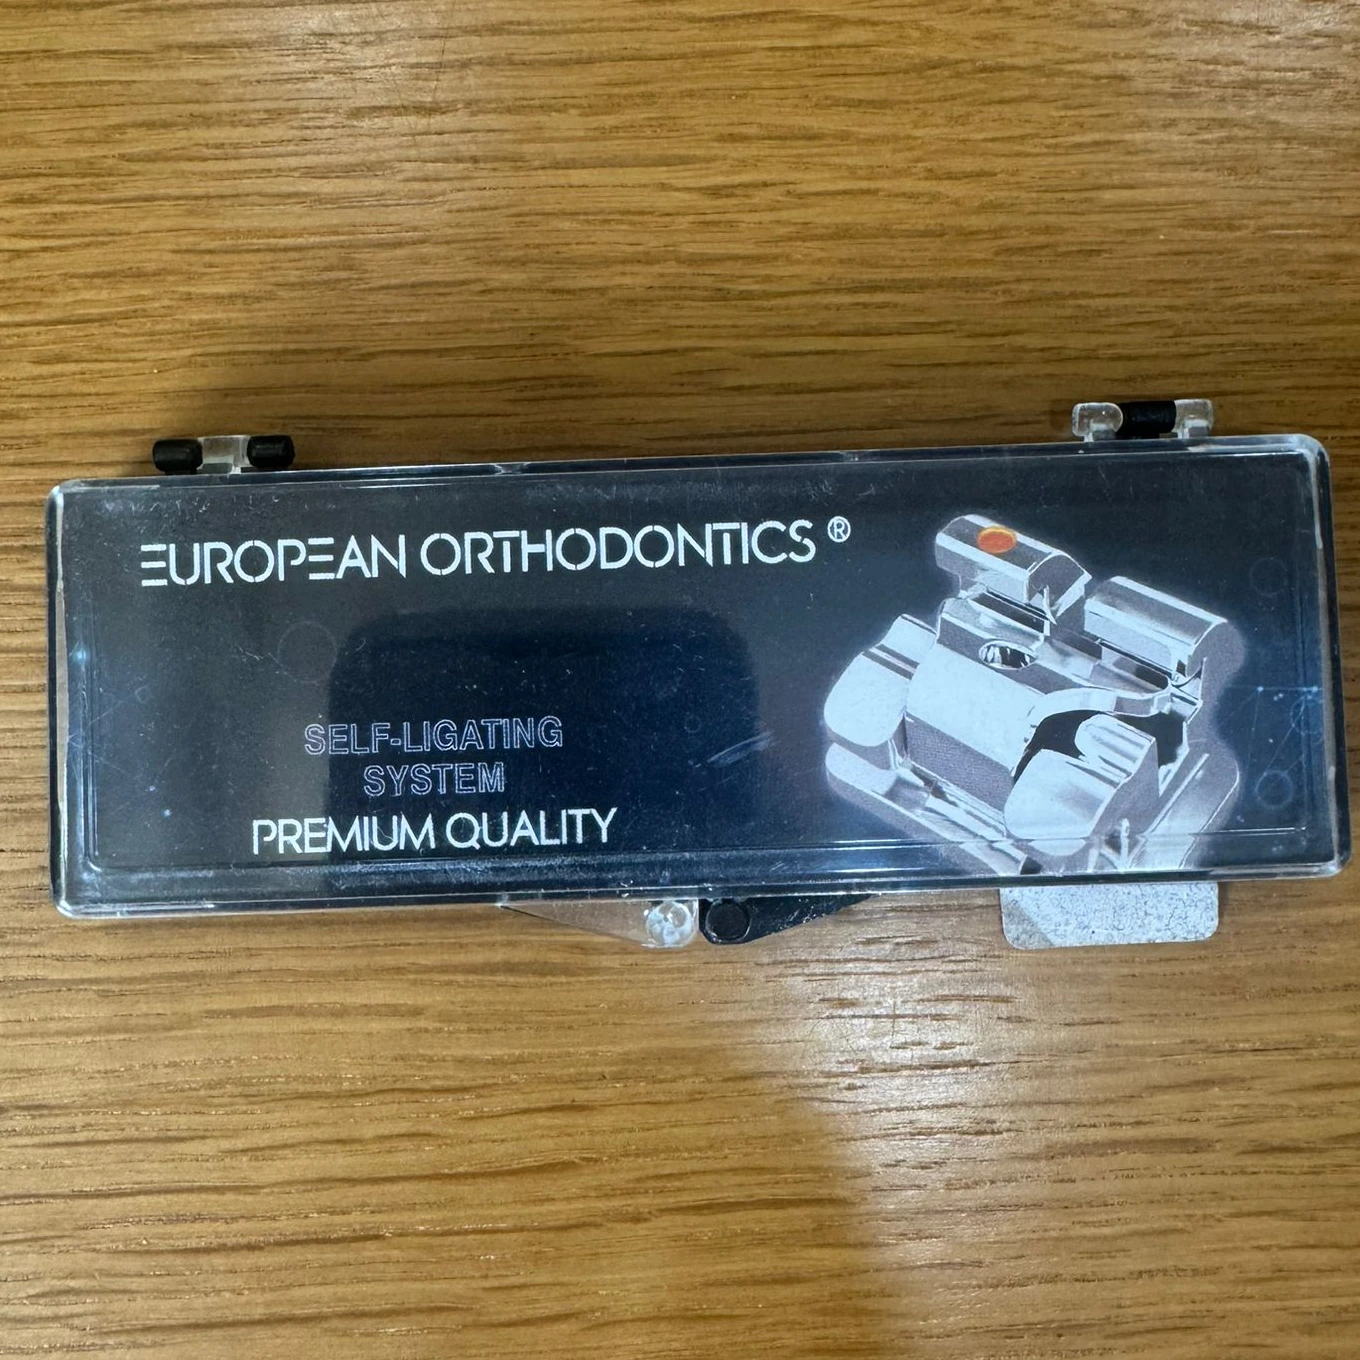 EUROPEAN ORTHODONTICS ®
SELF-LIGATING
SYSTEM
PREMIUM QUALITY